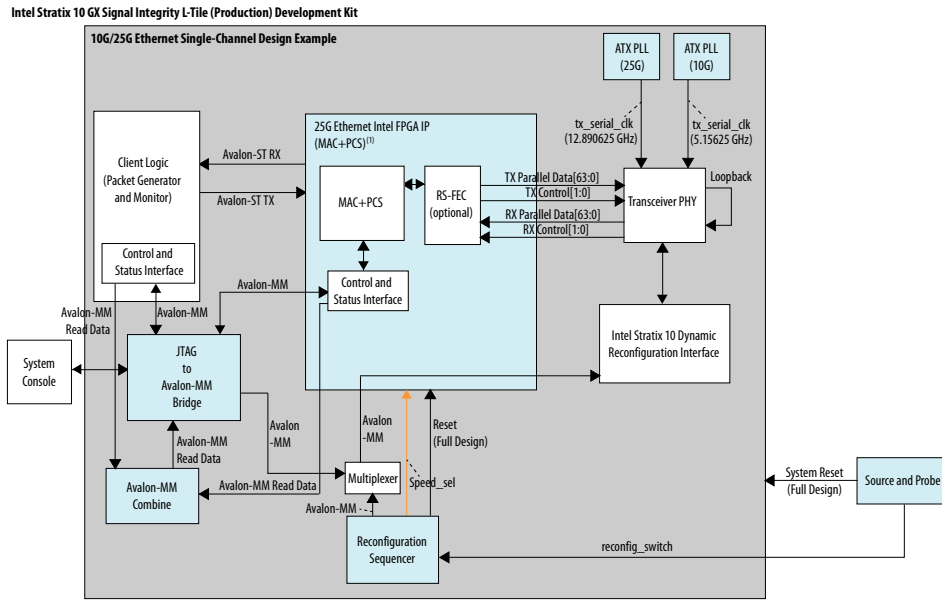 Intel Stratix 10 GX Signal Integrity L-Tile (Production) Development Kit
10G/25G Ethernet Single-Channel Design Example
ATX PLL
(25G)
ATX PLL
(10G)
tx_serial_clk
(12.890625 GHz)
tx_serial_clk
(5.15625 GHz)
Client Logic
(Packet Generator
and Monitor)
Control and
Status Interface
Avalon-ST RX
Avalon-ST TX
25G Ethernet Intel FPGA IP
(MAC+PCS)(1)
MAC+PCS
RS-FEC
(optional)
TX Parallel Data[63:0]
TX Control[1:0]
RX Parallel Data[63:0]
RX Control[1:0]
Transceiver PHY
Loopback
Control and
Status Interface
Avalon-MM
Avalon-MM
Read Data
Avalon-MM
System
Console
JTAG
to
Avalon-MM
Bridge
Intel Stratix 10 Dynamic
Reconfiguration Interface
Avalon-MM
Read Data
Avalon
-MM
Avalon
-MM
Reset
(Full Design)
Avalon-MM
Combine
Avalon-MM Read Data
Multiplexer
Speed_sel
Avalon-MM
Reconfiguration
Sequencer
System Reset
(Full Design)
Source and Probe
reconfig_switch